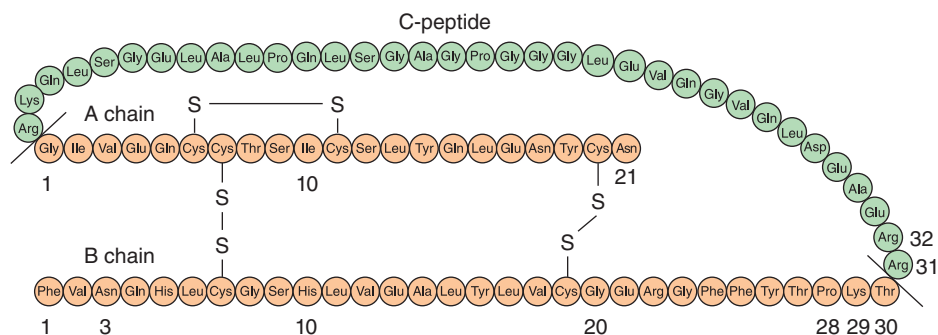 C-peptide
Gln Leu Ser Gly Glu Leu Ala Leu Pro Gln Leu Ser Gly Ala Gly Pro Gly Gly Gly Leu Glu Val Gln Gly Val Gln Leu Asp Glu Ala Glu Arg 32
Lys
Arg
Arg 31
A chain
S S
Gly Ile Val Glu Gln Cys Cys Thr Ser Ile Cys Ser Leu Tyr Gln Leu Glu Asn Tyr Cys Asn
1 10 21
S S
S S
B chain
Phe Val Asn Gln His Leu Cys Gly Ser His Leu Val Glu Ala Leu Tyr Leu Val Cys Gly Glu Arg Gly Phe Phe Tyr Thr Pro Lys Thr
1 3 10 20 28 29 30